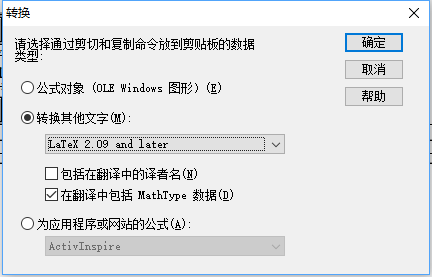 转换
请选择通过剪切和复制命令放到剪贴板的数据
类型:
确定
取消
帮助
公式对象 (OLE Windows 图形)(E)
转换其他文字(M):
LaTeX 2.09 and later
包括在翻译中的译者名(N)
在翻译中包括 MathType 数据(D)
为应用程序或网站的公式(A):
ActivInspire